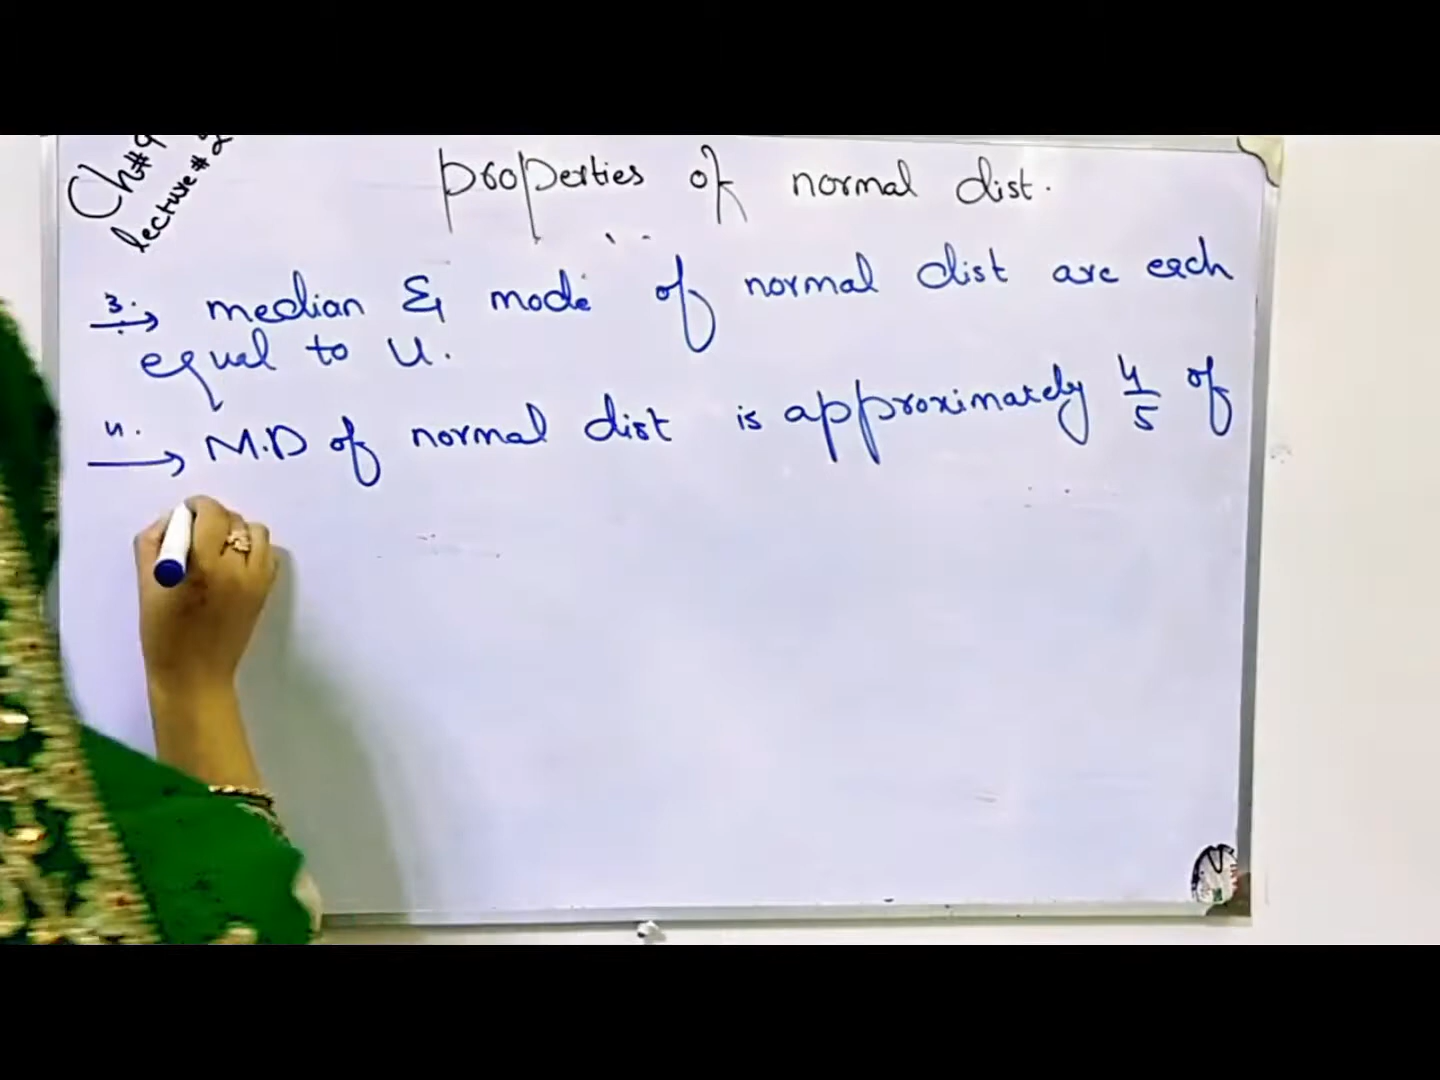 Ch#9
lecture # 2
properties of normal dist.
3. → median & mode of normal dist are each
equal to U.
4. → M.D of normal dist is approximately 4/5 of